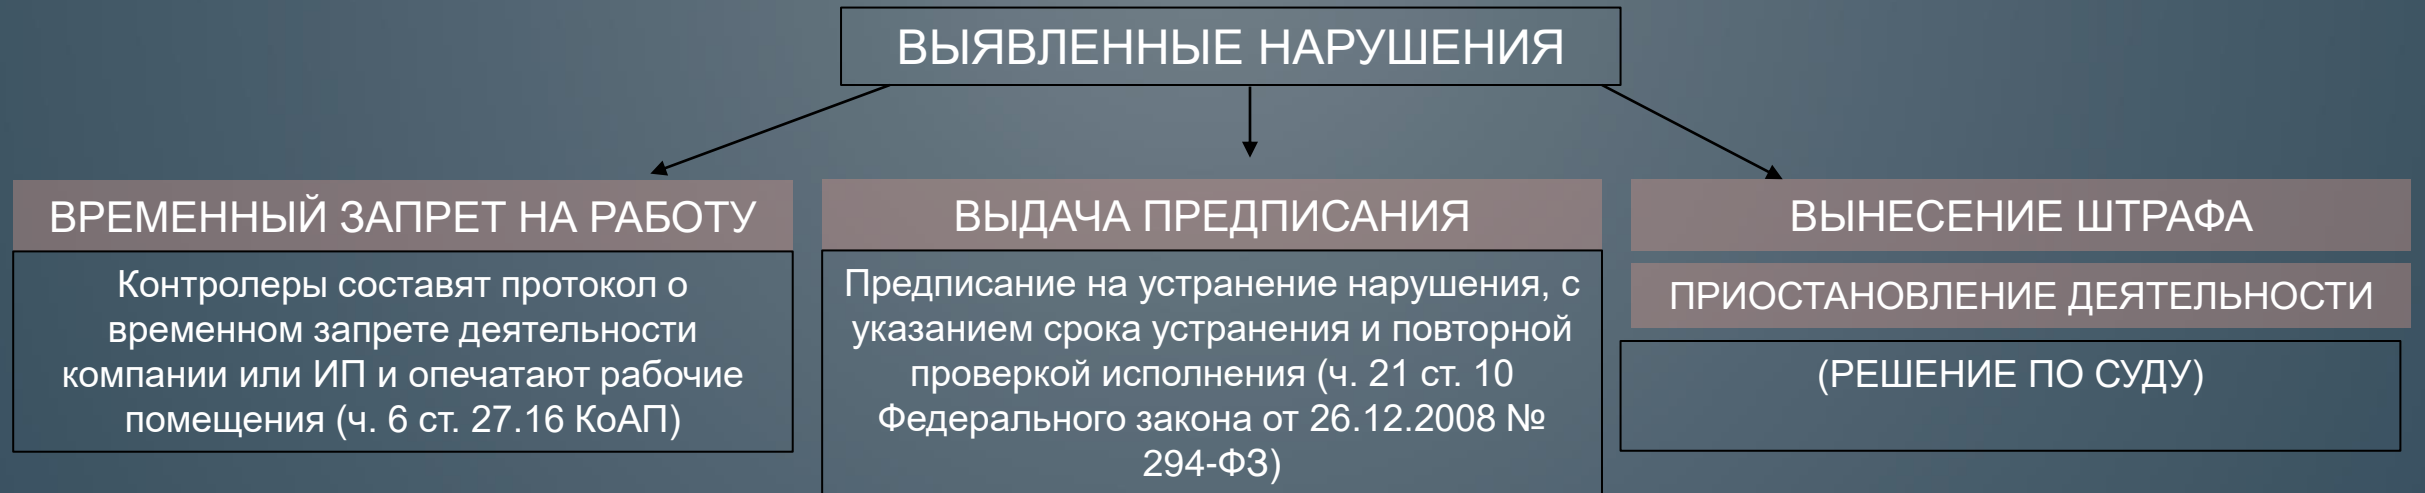 ВЫЯВЛЕННЫЕ НАРУШЕНИЯ
ВРЕМЕННЫЙ ЗАПРЕТ НА РАБОТУ
Контролеры составят протокол о
временном запрете деятельности
компании или ИП и опечатают рабочие
помещения (ч. 6 ст. 27.16 КоАП)
ВЫДАЧА ПРЕДПИСАНИЯ
Предписание на устранение нарушения, с
указанием срока устранения и повторной
проверкой исполнения (ч. 21 ст. 10
Федерального закона от 26.12.2008 №
294-ФЗ)
ВЫНЕСЕНИЕ ШТРАФА
ПРИОСТАНОВЛЕНИЕ ДЕЯТЕЛЬНОСТИ
(РЕШЕНИЕ ПО СУДУ)